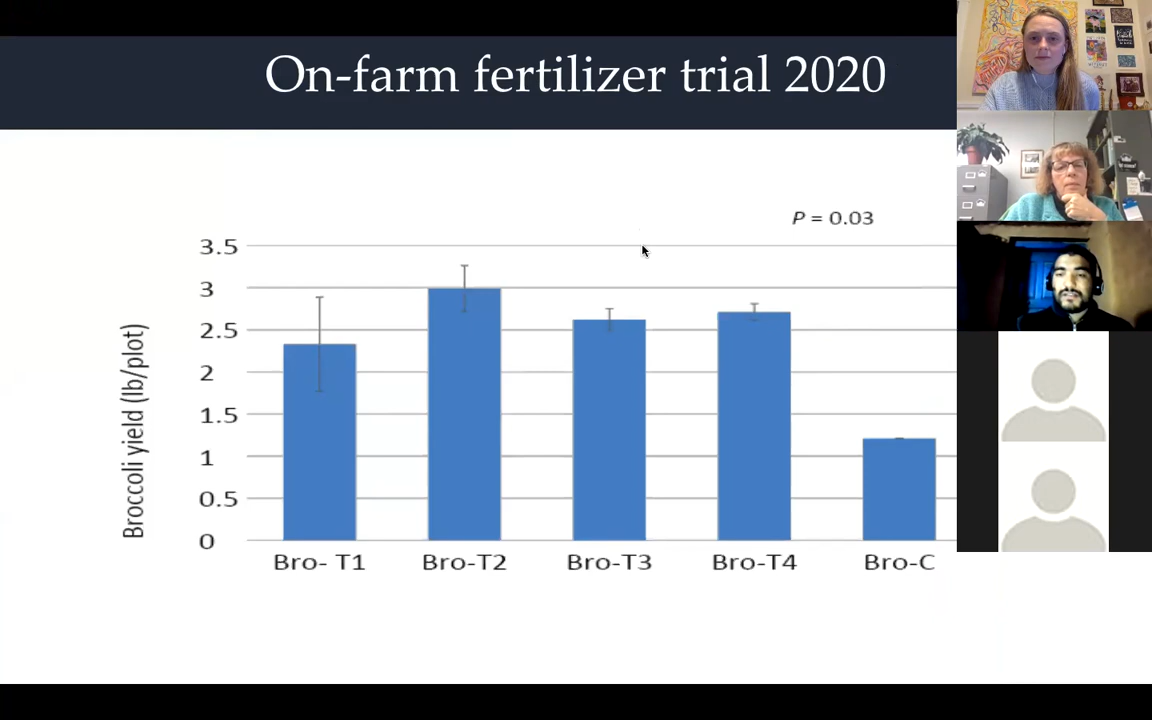 On-farm fertilizer trial 2020
P = 0.03
Broccoli yield (lb/plot)
3.5
3
2.5
2
1.5
1
0.5
0
Bro- T1 Bro-T2 Bro-T3 Bro-T4 Bro-C